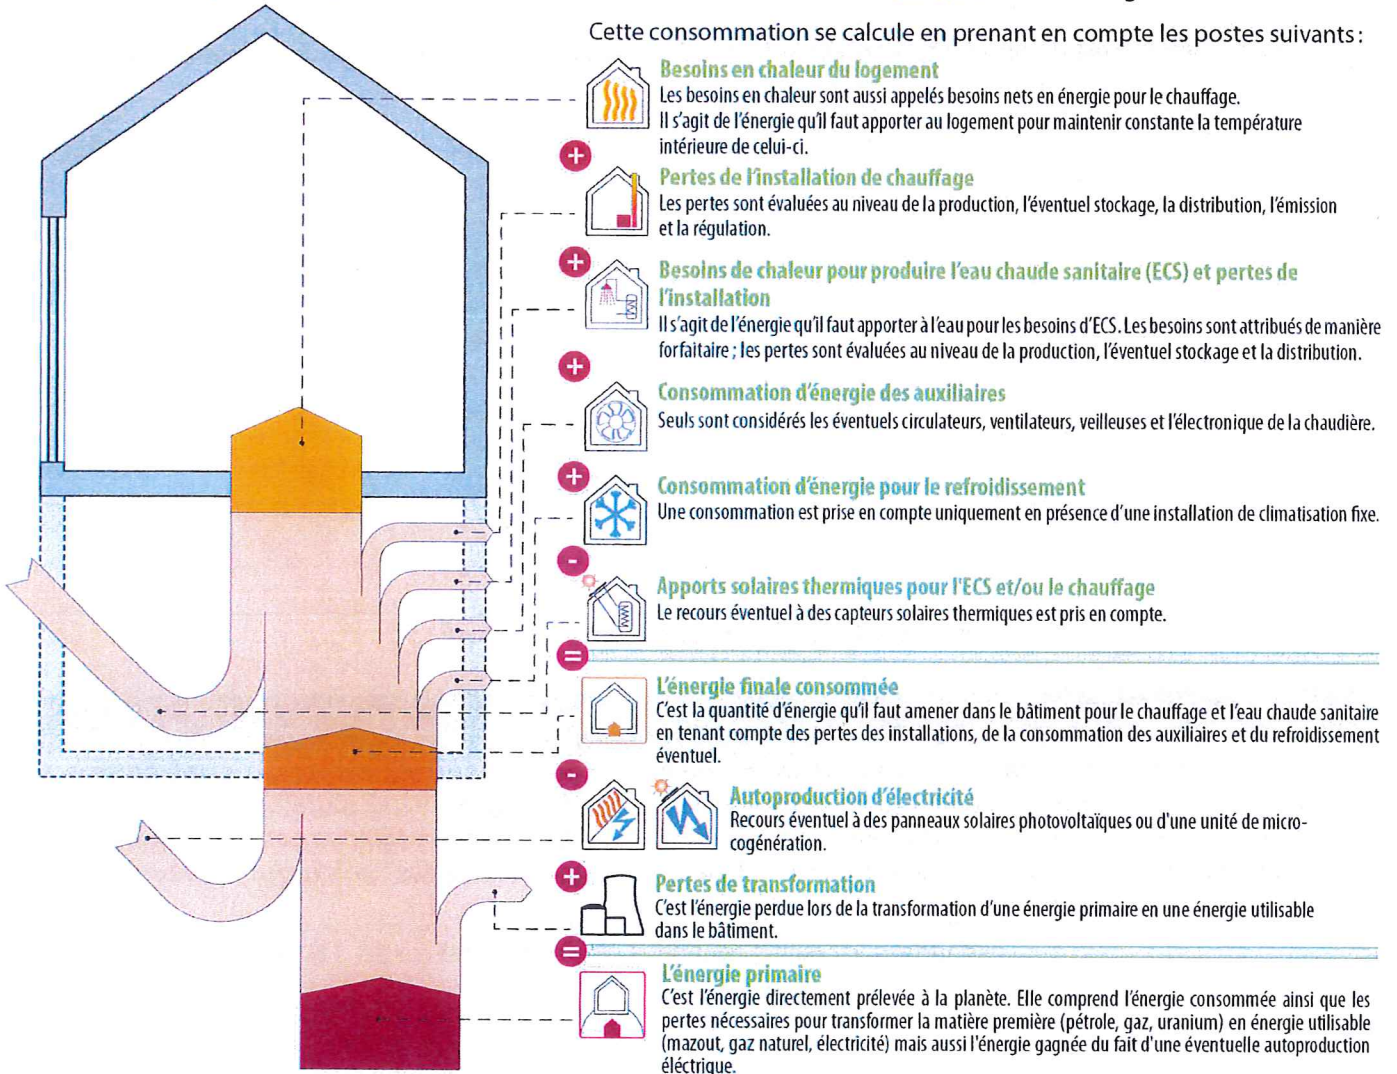 Cette consommation se calcule en prenant en compte les postes suivants :
Besoins en chaleur du logement
Les besoins en chaleur sont aussi appelés besoins nets en énergie pour le chauffage.
Il s'agit de l'énergie qu'il faut apporter au logement pour maintenir constante la température
intérieure de celui-ci.
+
Pertes de l'installation de chauffage
Les pertes sont évaluées au niveau de la production, l'éventuel stockage, la distribution, l'émission
et la régulation.
+
Besoins de chaleur pour produire l'eau chaude sanitaire (ECS) et pertes de
l'installation
Il s'agit de l'énergie qu'il faut apporter à l'eau pour les besoins d'ECS. Les besoins sont attribués de manière
forfaitaire ; les pertes sont évaluées au niveau de la production, l'éventuel stockage et la distribution.
+
Consommation d'énergie des auxiliaires
Seuls sont considérés les éventuels circulateurs, ventilateurs, veilleuses et l'électronique de la chaudière.
+
Consommation d'énergie pour le refroidissement
Une consommation est prise en compte uniquement en présence d'une installation de climatisation fixe.
-
Apports solaires thermiques pour l'ECS et/ou le chauffage
Le recours éventuel à des capteurs solaires thermiques est pris en compte.
=
L'énergie finale consommée
C'est la quantité d'énergie qu'il faut amener dans le bâtiment pour le chauffage et l'eau chaude sanitaire
en tenant compte des pertes des installations, de la consommation des auxiliaires et du refroidissement
éventuel.
-
Autoproduction d'électricité
Recours éventuel à des panneaux solaires photovoltaïques ou d'une unité de micro-
cogénération.
+
Pertes de transformation
C'est l'énergie perdue lors de la transformation d'une énergie primaire en une énergie utilisable
dans le bâtiment.
=
L'énergie primaire
C'est l'énergie directement prélevée à la planète. Elle comprend l'énergie consommée ainsi que les
pertes nécessaires pour transformer la matière première (pétrole, gaz, uranium) en énergie utilisable
(mazout, gaz naturel, électricité) mais aussi l'énergie gagnée du fait d'une éventuelle autoproduction
éléctrique.